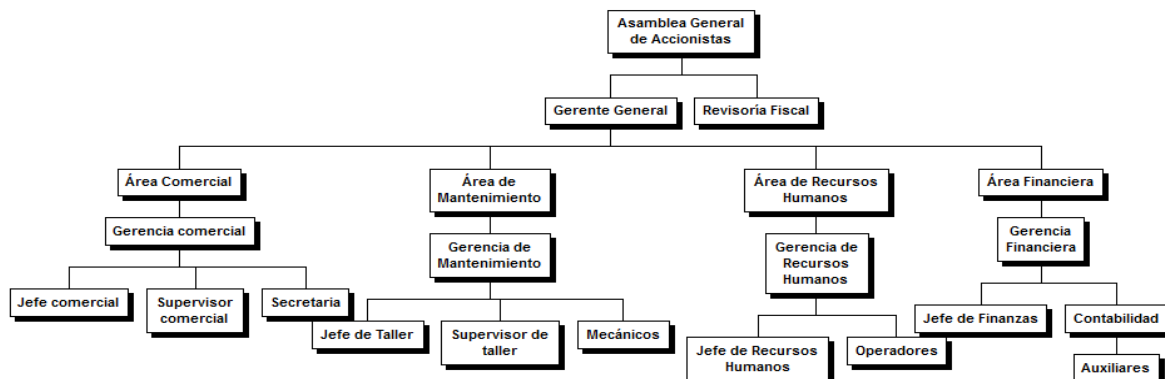 Asamblea General
de Accionistas
Gerente General
Revisoría Fiscal
Área Comercial
Área de
Mantenimiento
Área de Recursos
Humanos
Área Financiera
Gerencia comercial
Gerencia de
Mantenimiento
Gerencia de
Recursos
Humanos
Gerencia
Financiera
Jefe comercial
Supervisor
comercial
Secretaria
Jefe de Taller
Supervisor de
taller
Mecánicos
Jefe de Recursos
Humanos
Operadores
Jefe de Finanzas
Contabilidad
Auxiliares